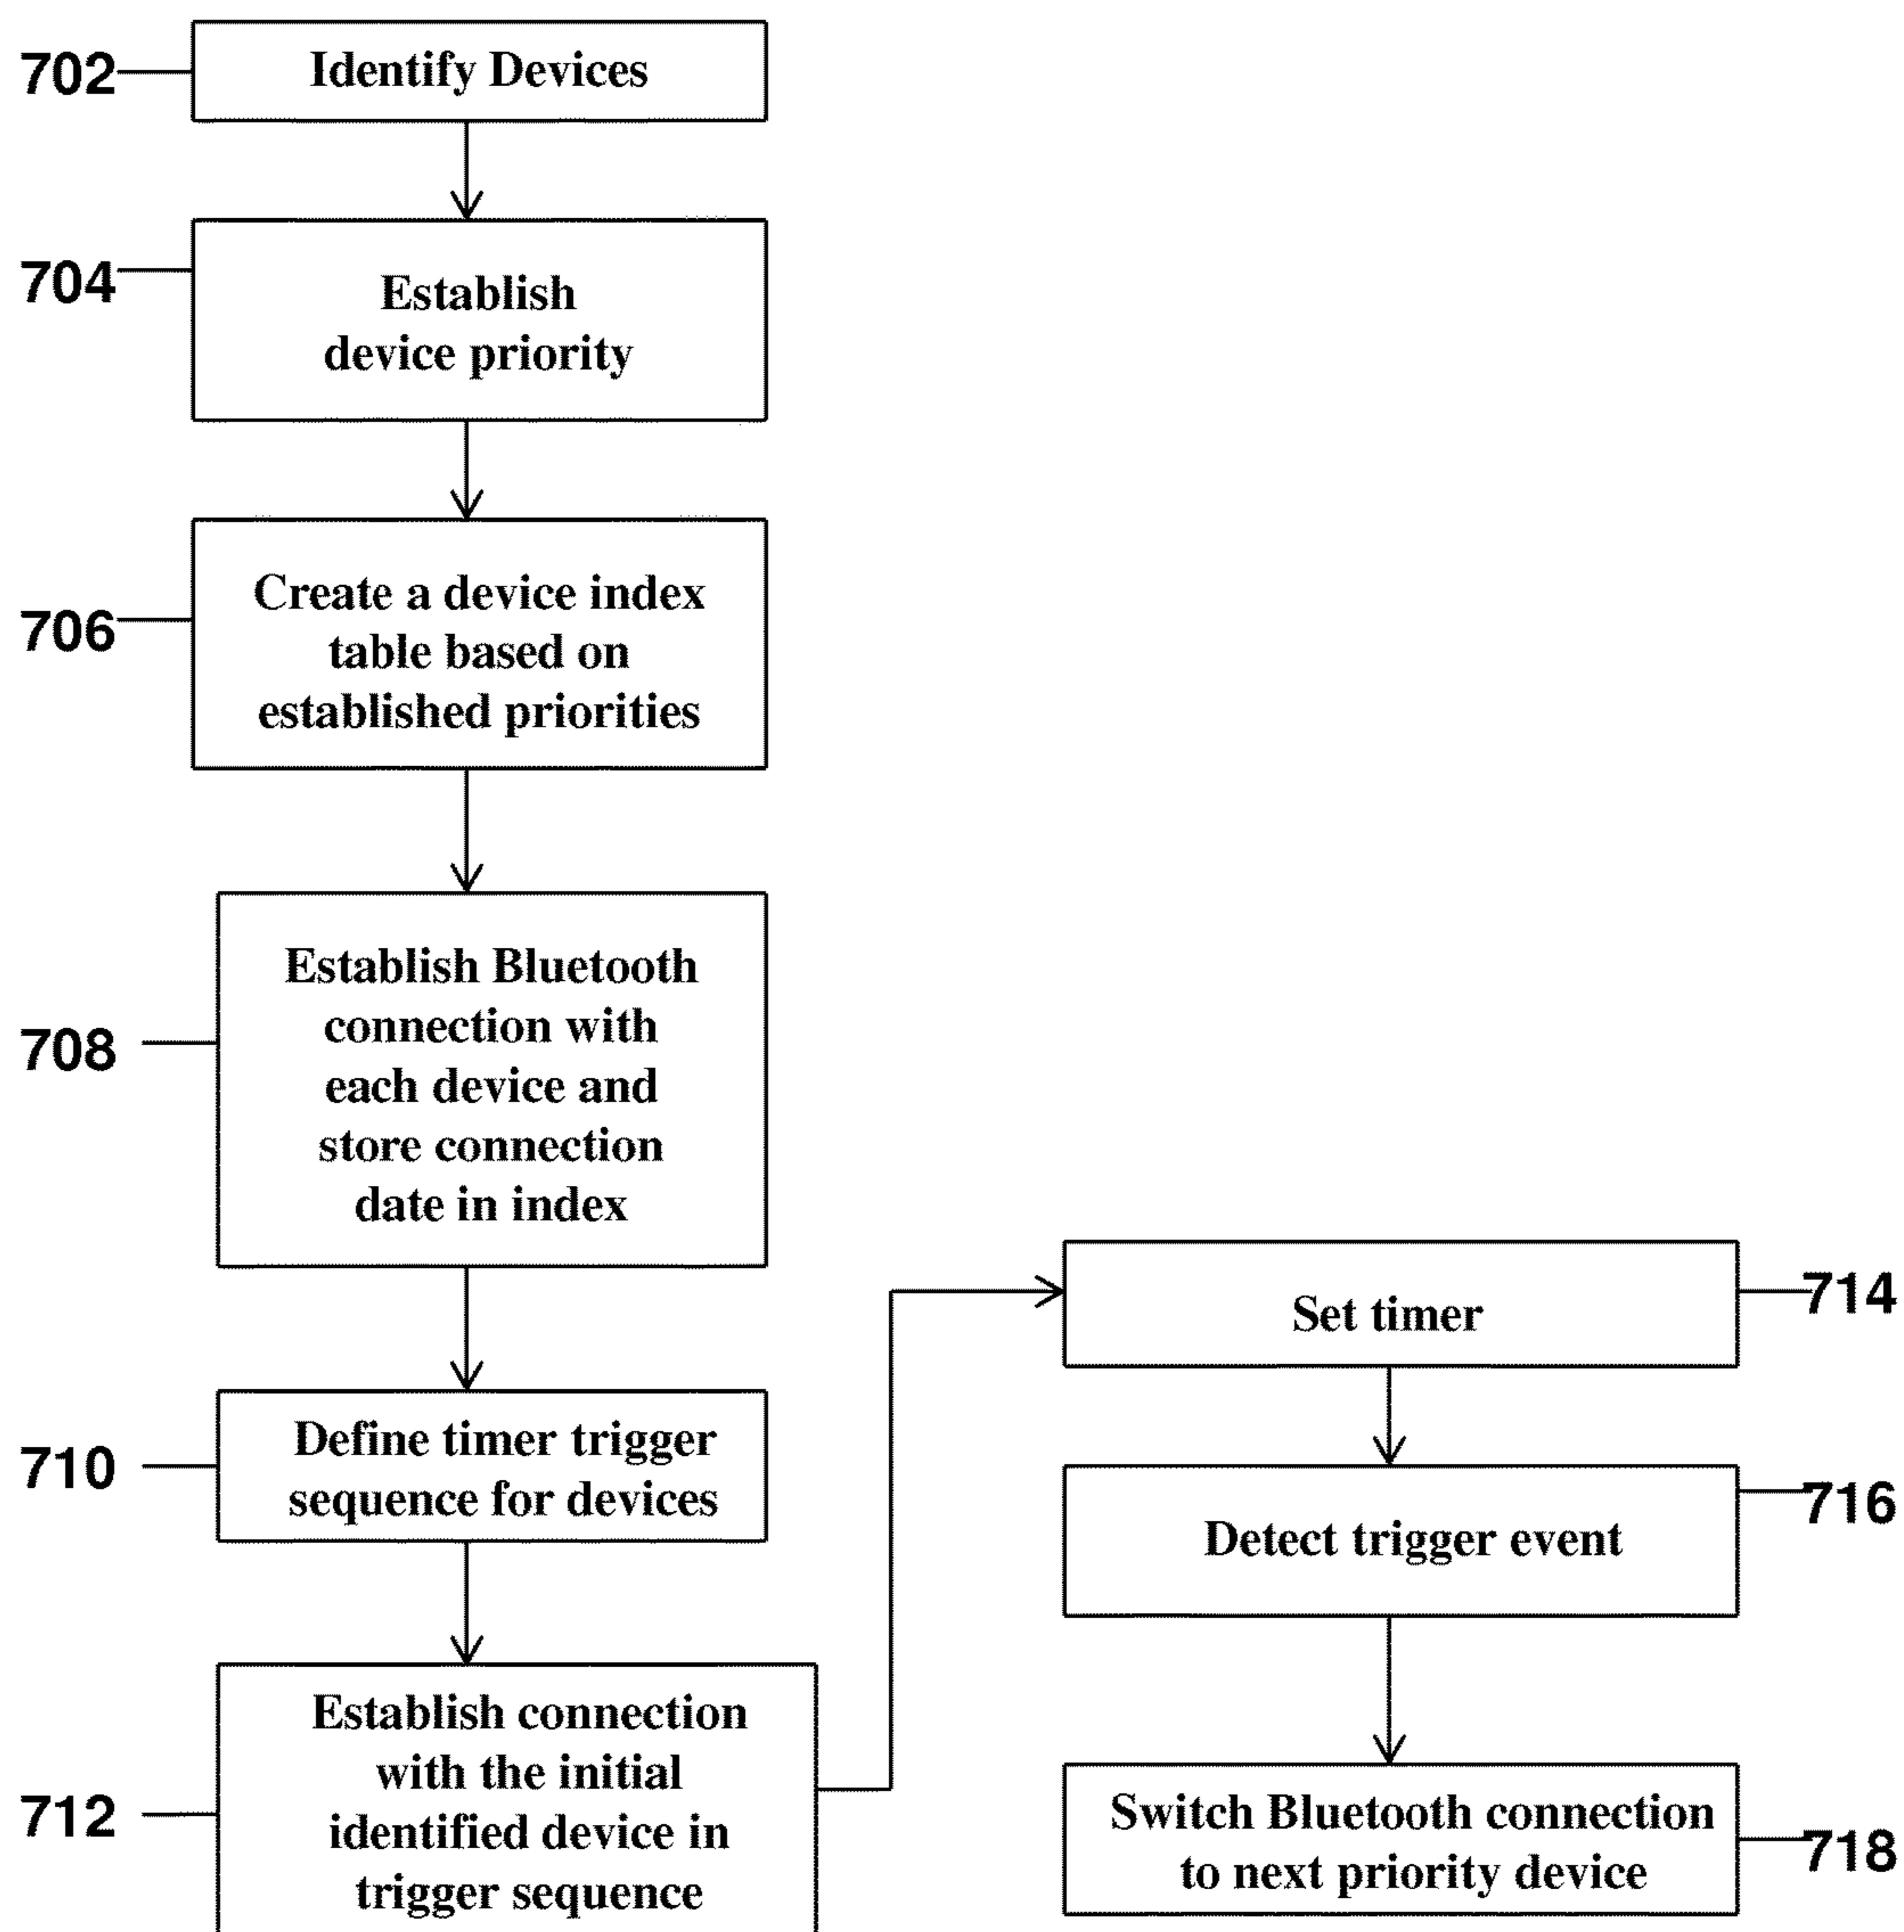 702
Identify Devices
704
Establish
device priority
706
Create a device index
table based on
established priorities
708
Establish Bluetooth
connection with
each device and
store connection
date in index
710
Define timer trigger
sequence for devices
712
Establish connection
with the initial
identified device in
trigger sequence
Set timer
714
Detect trigger event
716
Switch Bluetooth connection
to next priority device
718